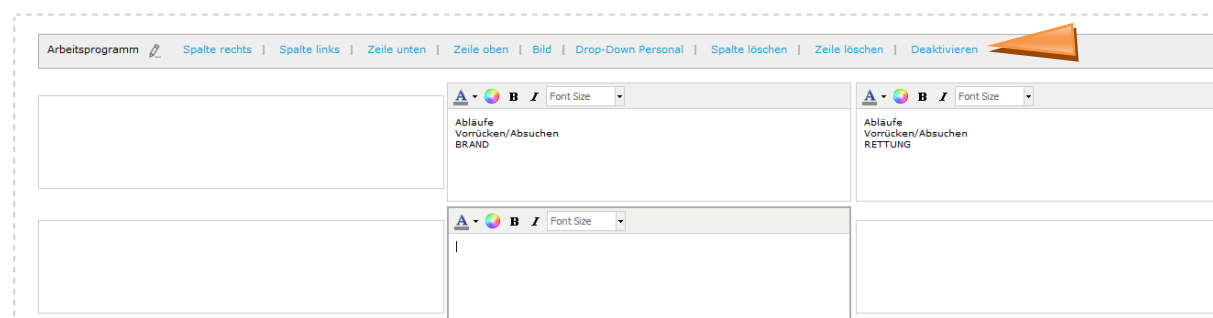 Arbeitsprogramm Spalte rechts | Spalte links | Zeile unten | Zeile oben | Bild | Drop-Down Personal | Spalte löschen | Zeile löschen | Deaktivieren
A B I Font Size
A B I Font Size
Abläufe
Vorrücken/Absuchen
BRAND
Abläufe
Vorrücken/Absuchen
RETTUNG
A B I Font Size